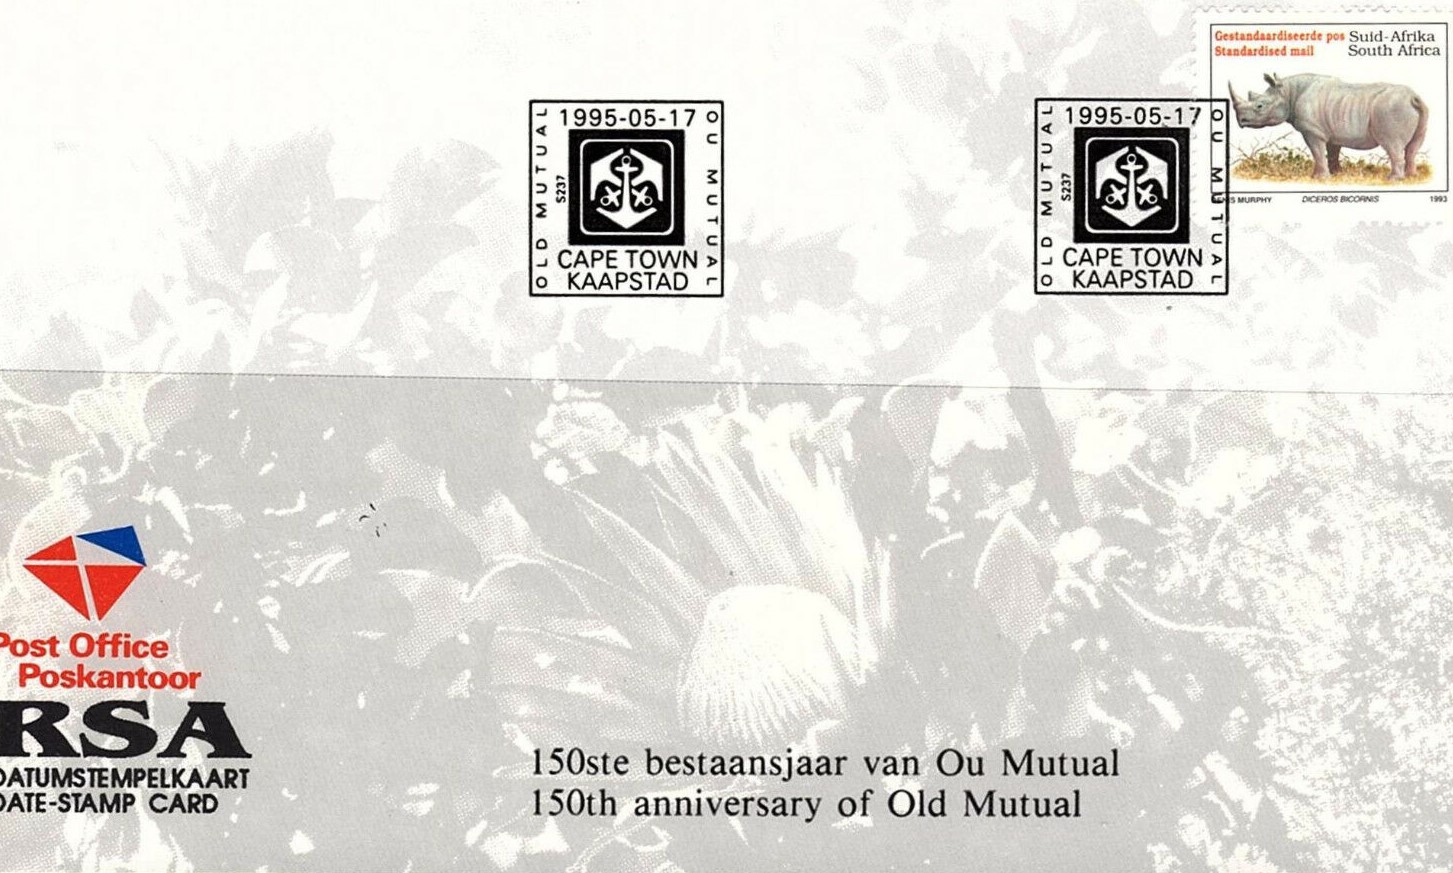 Gestandaardiseerde pos Suid-Afrika
Standardised mail South Africa
MURPHY DICEROS BICORNIS 1993
1995-05-17
OLD MUTUAL
S237
OU MUTUAL
CAPE TOWN
KAAPSTAD
1995-05-17
OLD MUTUAL
S237
OU MUTUAL
CAPE TOWN
KAAPSTAD
Post Office
Poskantoor
RSA
DATUMSTEMPELKAART
DATE-STAMP CARD
150ste bestaansjaar van Ou Mutual
150th anniversary of Old Mutual